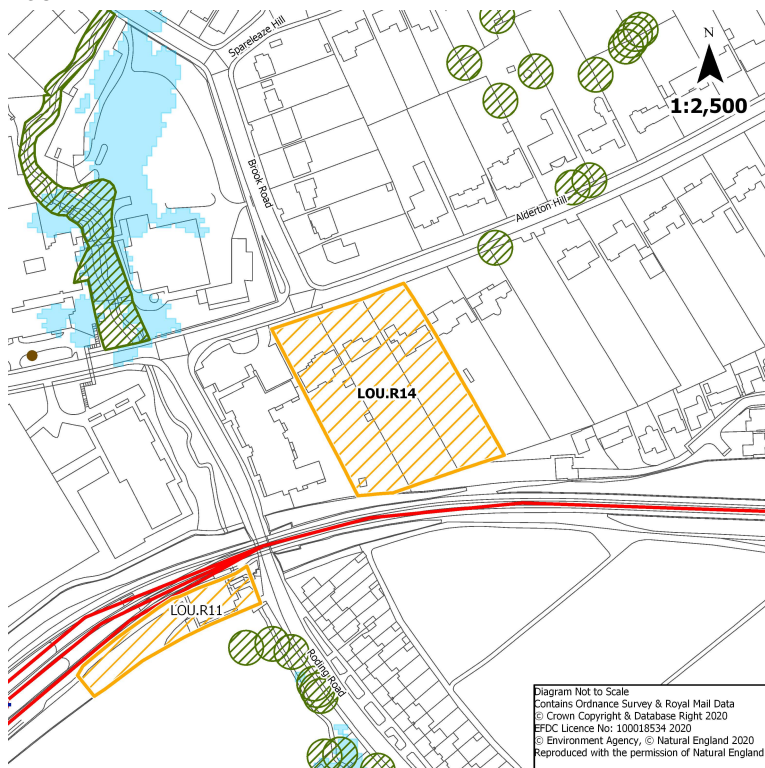 N
1:2,500
Spareleaze Hill
Brook Road
Alderton Hill
LOU.R14
LOU.R11
Roding Road
Diagram Not to Scale
Contains Ordnance Survey & Royal Mail Data
© Crown Copyright & Database Right 2020
EFDC Licence No: 100018534 2020
© Environment Agency, © Natural England 2020
Reproduced with the permission of Natural England